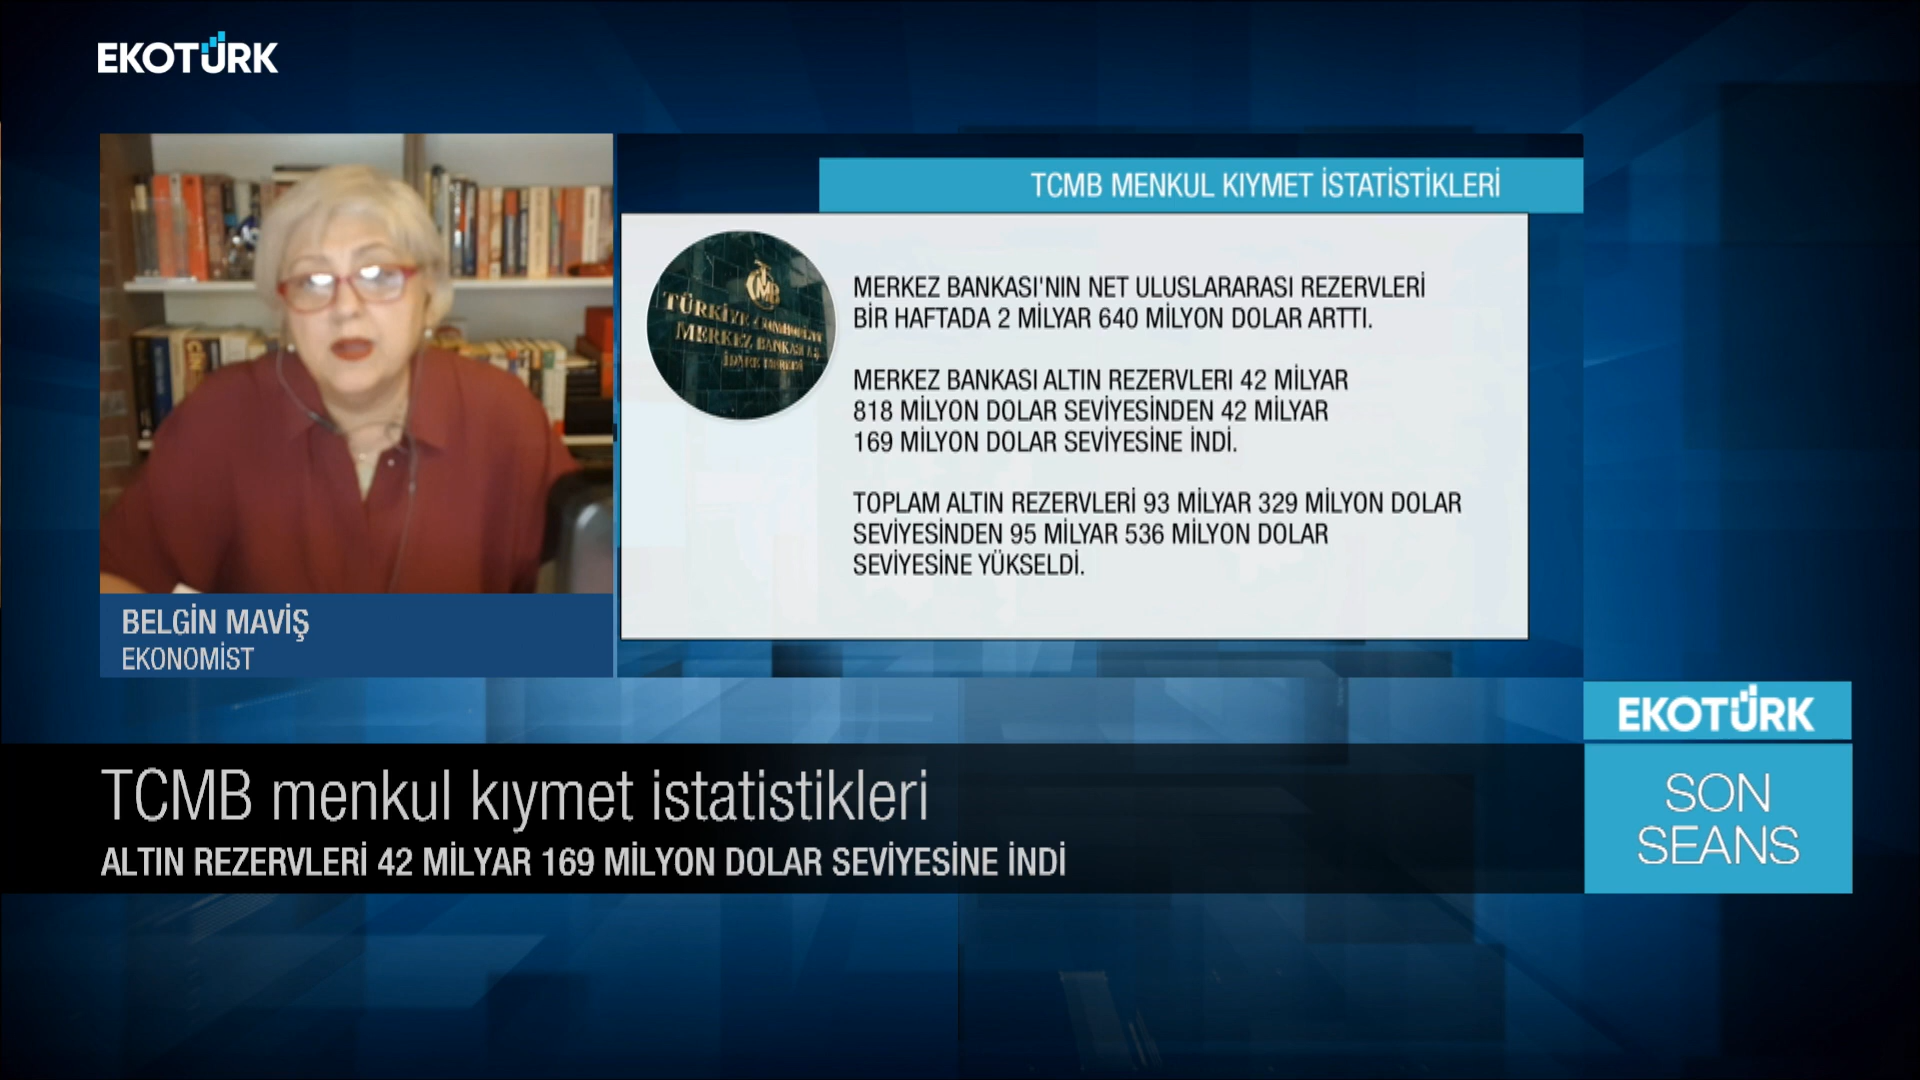 EKOTÜRK
TCMB MENKUL KIYMET İSTATİSTİKLERİ
TÜRKİYE CUMHURİYET
MERKEZ BANKASI A.Ş.
İDARE MERKEZİ
MERKEZ BANKASI'NIN NET ULUSLARARASI REZERVLERİ
BİR HAFTADA 2 MİLYAR 640 MİLYON DOLAR ARTTI.
MERKEZ BANKASI ALTIN REZERVLERI 42 MİLYAR
818 MİLYON DOLAR SEVİYESİNDEN 42 MİLYAR
169 MİLYON DOLAR SEVİYESİNE İNDİ.
TOPLAM ALTIN REZERVLERİ 93 MİLYAR 329 MİLYON DOLAR
SEVİYESİNDEN 95 MİLYAR 536 MİLYON DOLAR
SEVİYESİNE YÜKSELDİ.
BELGİN MAVİŞ
EKONOMİST
EKOTÜRK
SON
SEANS
TCMB menkul kıymet istatistikleri
ALTIN REZERVLERİ 42 MİLYAR 169 MİLYON DOLAR SEVİYESİNE İNDİ